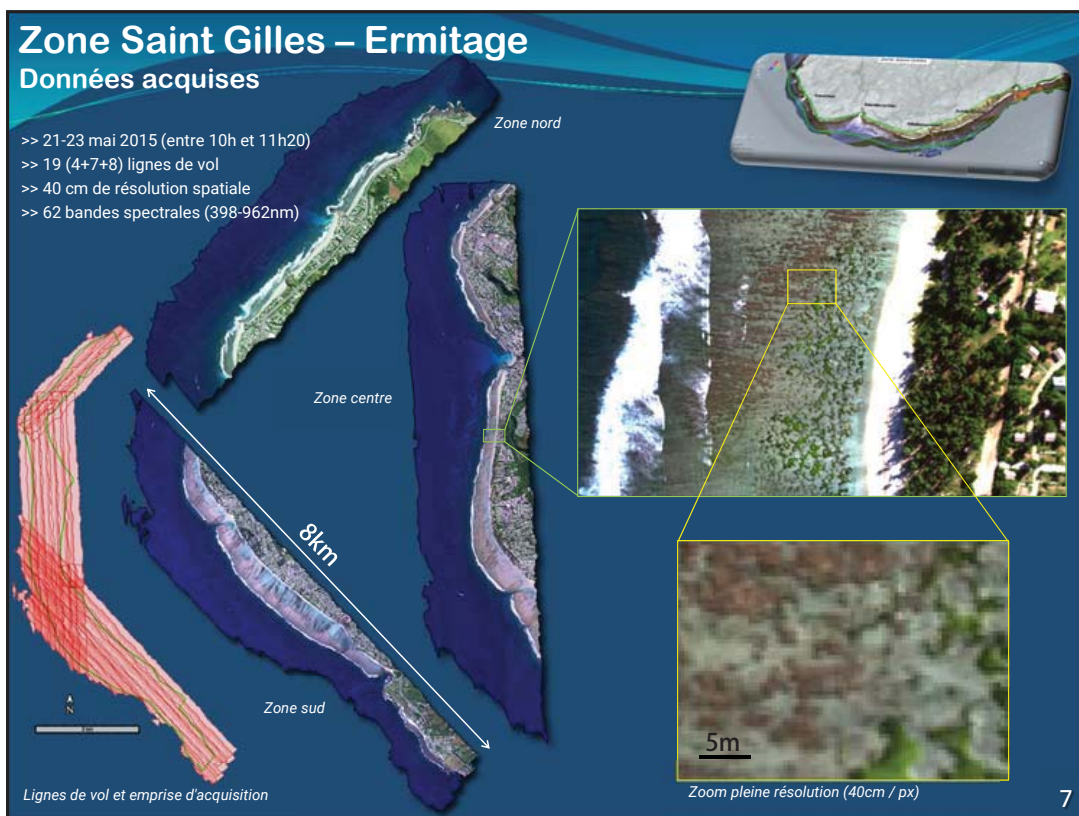 Zone Saint Gilles – Ermitage
Données acquises
>> 21-23 mai 2015 (entre 10h et 11h20)
>> 19 (4+7+8) lignes de vol
>> 40 cm de résolution spatiale
>> 62 bandes spectrales (398-962nm)
Zone nord
Zone centre
8km
Zone sud
N
5m
Lignes de vol et emprise d'acquisition
Zoom pleine résolution (40cm / px)
7